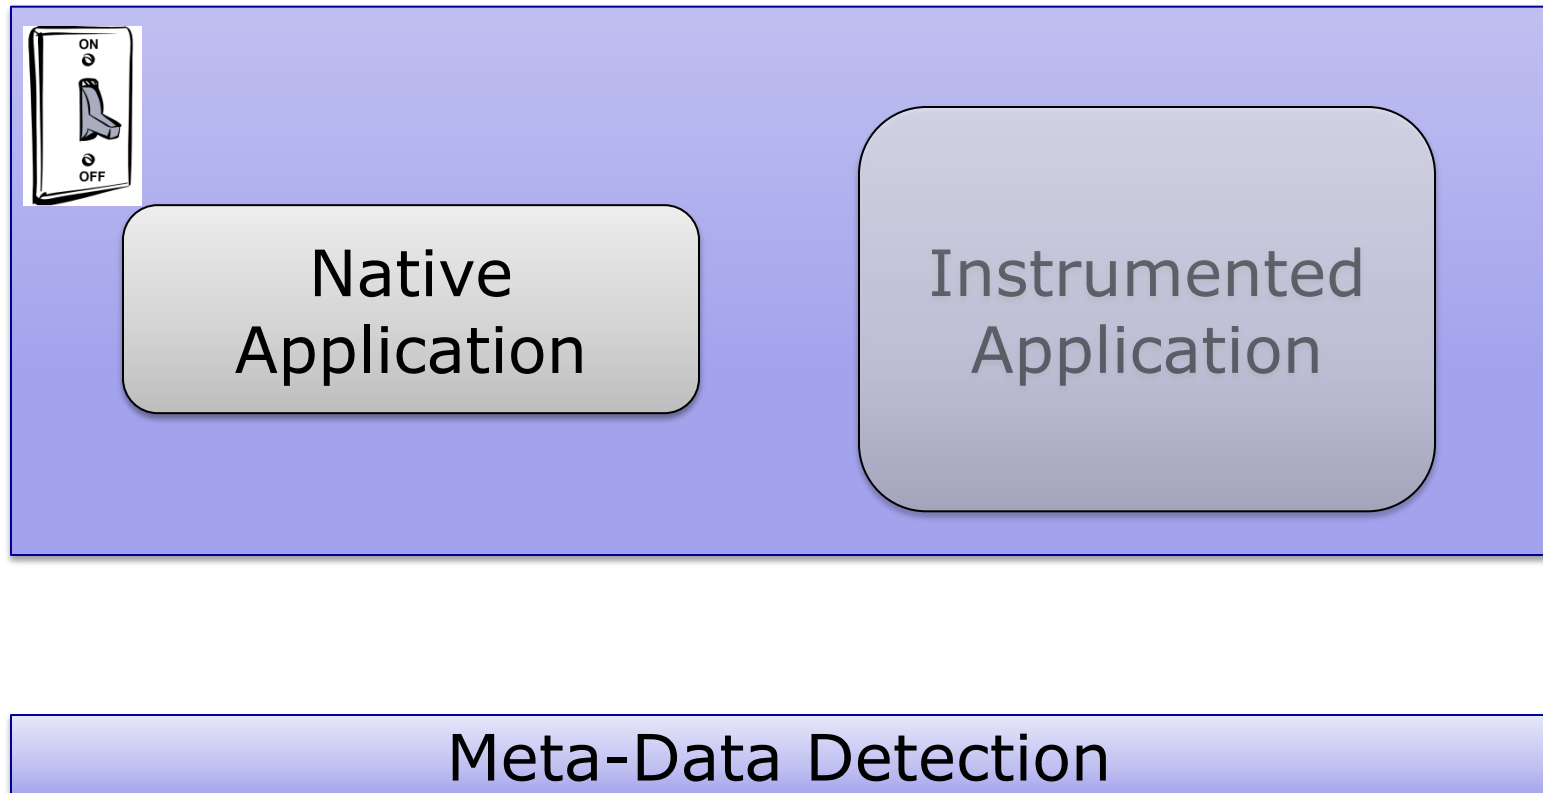 ON
OFF
Native
Application
Instrumented
Application
Meta-Data Detection